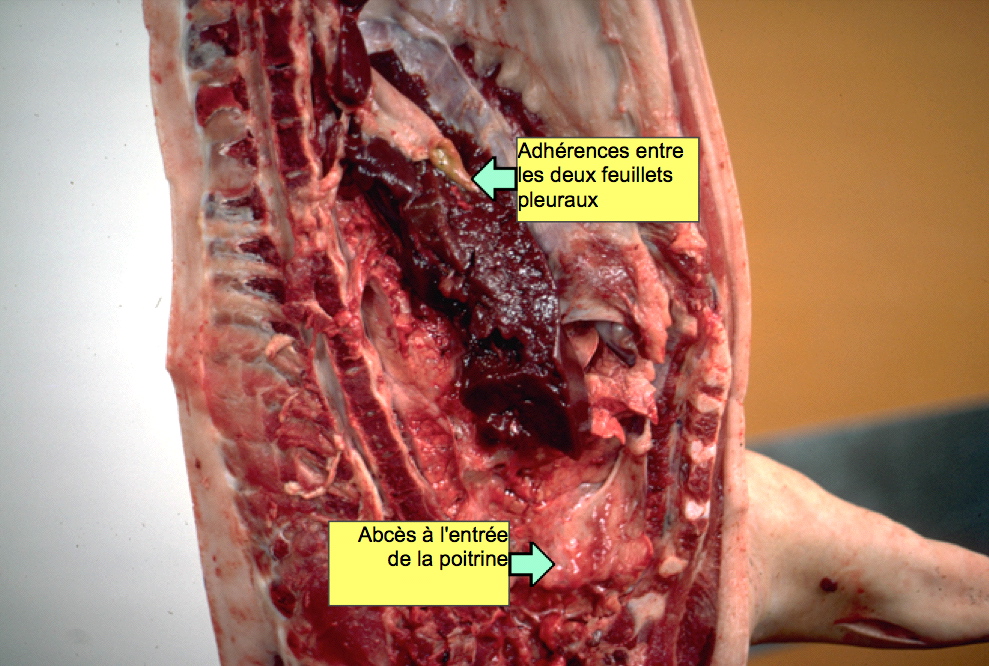 Adhérences entre
les deux feuillets
pleuraux
Abcès à l'entrée
de la poitrine